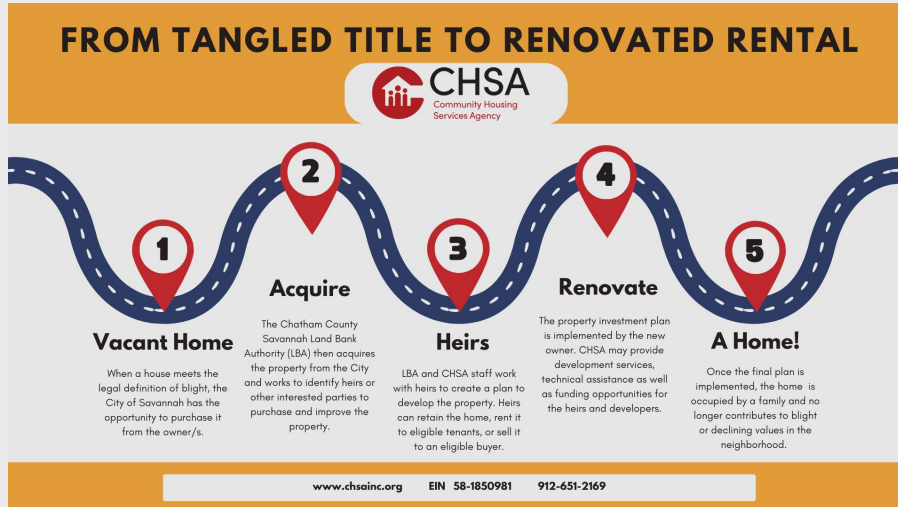 FROM TANGLED TITLE TO RENOVATED RENTAL
CHSA
Community Housing
Services Agency
1
Vacant Home
When a house meets the
legal definition of blight, the
City of Savannah has the
opportunity to purchase it
from the owner/s.
2
Acquire
The Chatham County
Savannah Land Bank
Authority (LBA) then acquires
the property from the City
and works to identify heirs or
other interested parties to
purchase and improve the
property.
3
Heirs
LBA and CHSA staff work
with heirs to create a plan to
develop the property. Heirs
can retain the home, rent it
to eligible tenants, or sell it
to an eligible buyer.
4
Renovate
The property investment plan
is implemented by the new
owner. CHSA may provide
development services,
technical assistance as well
as funding opportunities for
the heirs and developers.
5
A Home!
Once the final plan is
implemented, the home is
occupied by a family and no
longer contributes to blight
or declining values in the
neighborhood.
www.chsainc.org EIN 58-1850981 912-651-2169